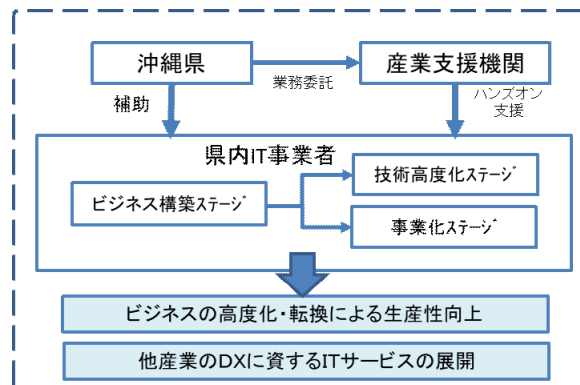 沖縄県
産業支援機関
業務委託
補助
ハンズオン
支援
県内IT事業者
ビジネス構築ステージ
技術高度化ステージ
事業化ステージ
ビジネスの高度化・転換による生産性向上
他産業のDXに資するITサービスの展開